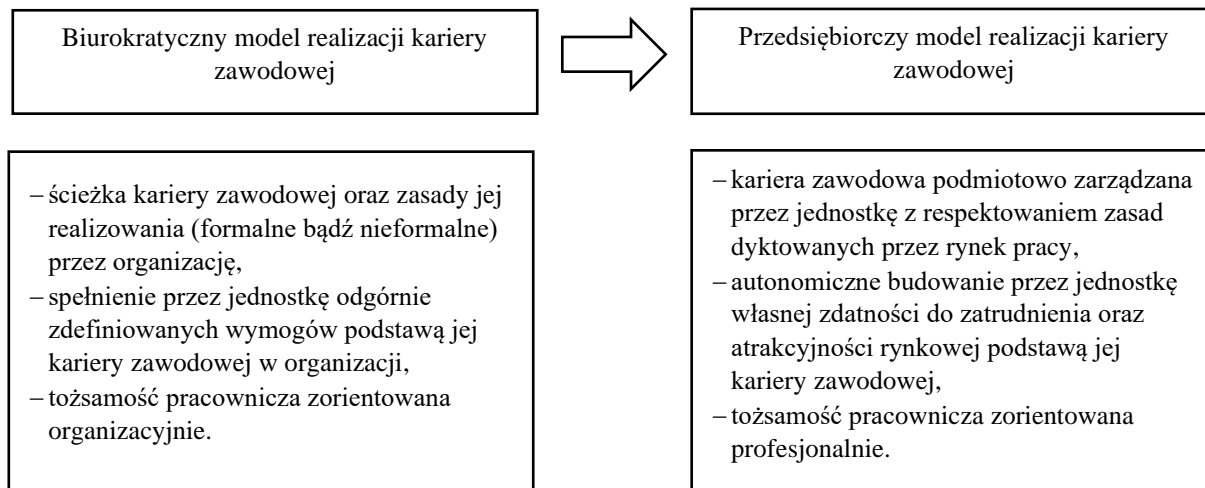 Biurokratyczny model realizacji kariery
zawodowej
Przedsiębiorczy model realizacji kariery
zawodowej
– ścieżka kariery zawodowej oraz zasady jej
realizowania (formalne bądź nieformalne)
przez organizację,
– spełnienie przez jednostkę odgórnie
zdefiniowanych wymogów podstawą jej
kariery zawodowej w organizacji,
– tożsamość pracownicza zorientowana
organizacyjnie.
– kariera zawodowa podmiotowo zarządzana
przez jednostkę z respektowaniem zasad
dyktowanych przez rynek pracy,
– autonomiczne budowanie przez jednostkę
własnej zdatności do zatrudnienia oraz
atrakcyjności rynkowej podstawą jej
kariery zawodowej,
– tożsamość pracownicza zorientowana
profesjonalnie.